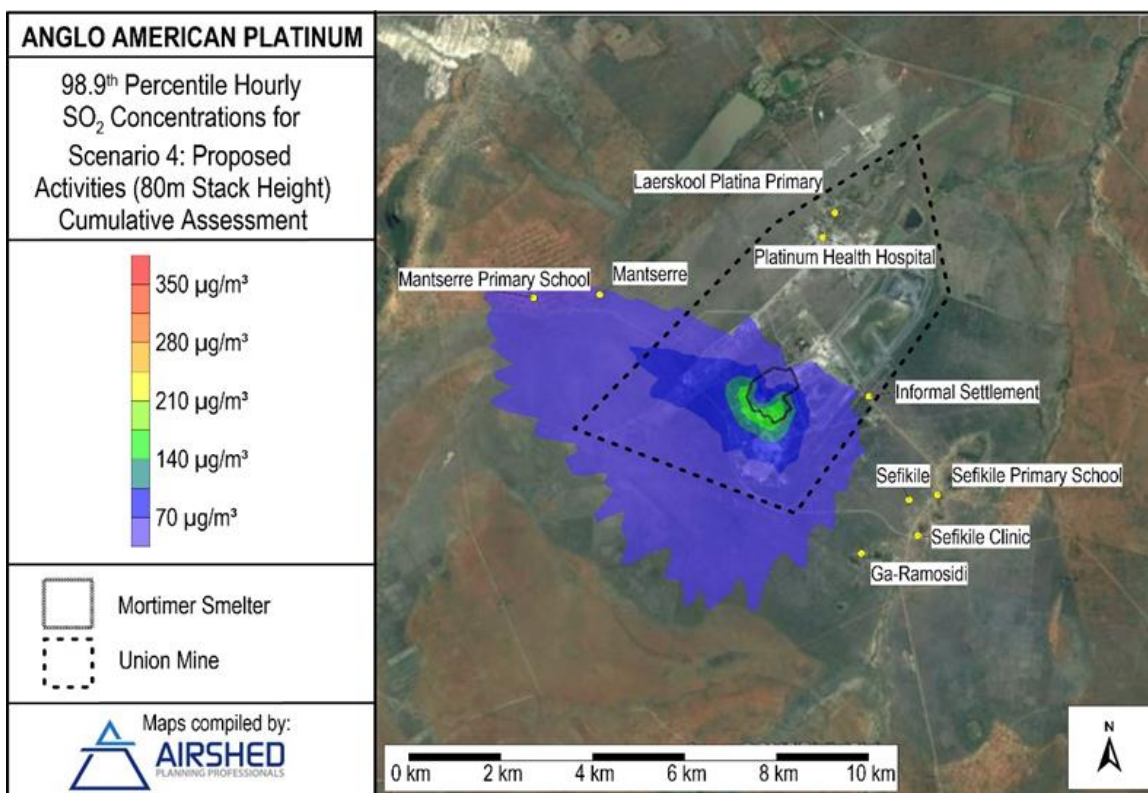 ANGLO AMERICAN PLATINUM
98.9th Percentile Hourly
SO₂ Concentrations for
Scenario 4: Proposed
Activities (80m Stack Height)
Cumulative Assessment
350 µg/m³
280 µg/m³
210 µg/m³
140 µg/m³
70 µg/m³
Mortimer Smelter
Union Mine
Maps compiled by:
AIRSHED
PLANNING PROFESSIONALS
Laerskool Platina Primary
Platinum Health Hospital
Mantserre Primary School
Mantserre
Informal Settlement
Sefikile
Sefikile Primary School
Sefikile Clinic
Ga-Ramosidi
0 km 2 km 4 km 6 km 8 km 10 km
N